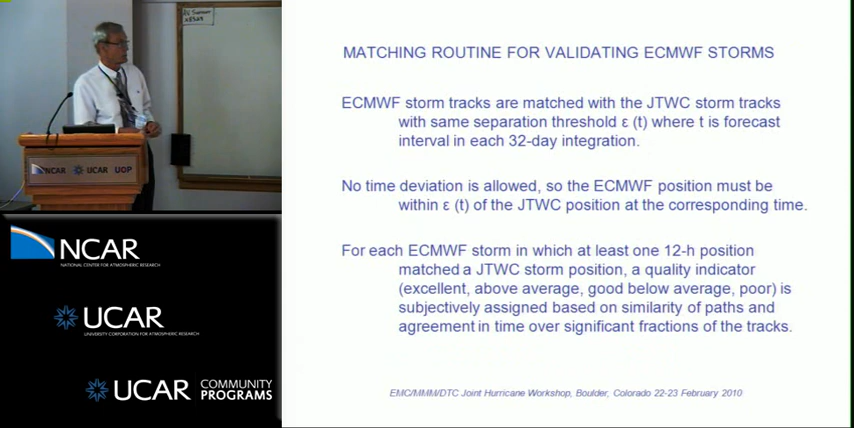 MATCHING ROUTINE FOR VALIDATING ECMWF STORMS
ECMWF storm tracks are matched with the JTWC storm tracks
with same separation threshold ε (t) where t is forecast
interval in each 32-day integration.
No time deviation is allowed, so the ECMWF position must be
within ε (t) of the JTWC position at the corresponding time.
For each ECMWF storm in which at least one 12-h position
matched a JTWC storm position, a quality indicator
(excellent, above average, good below average, poor) is
subjectively assigned based on similarity of paths and
agreement in time over significant fractions of the tracks.
EMC/MMM/DTC Joint Hurricane Workshop, Boulder, Colorado 22-23 February 2010
NCAR UCAR UOP
NCAR
NATIONAL CENTER FOR ATMOSPHERIC RESEARCH
UCAR
UNIVERSITY CORPORATION FOR ATMOSPHERIC RESEARCH
UCAR COMMUNITY
PROGRAMS